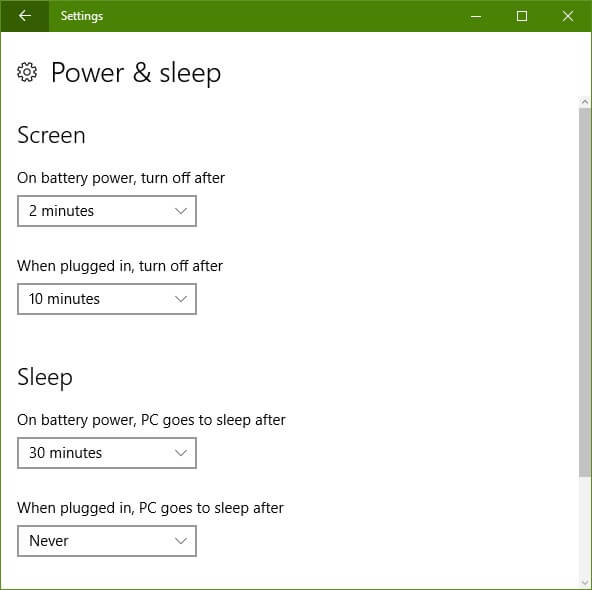 Settings
Power & sleep
Screen
On battery power, turn off after
2 minutes
When plugged in, turn off after
10 minutes
Sleep
On battery power, PC goes to sleep after
30 minutes
When plugged in, PC goes to sleep after
Never